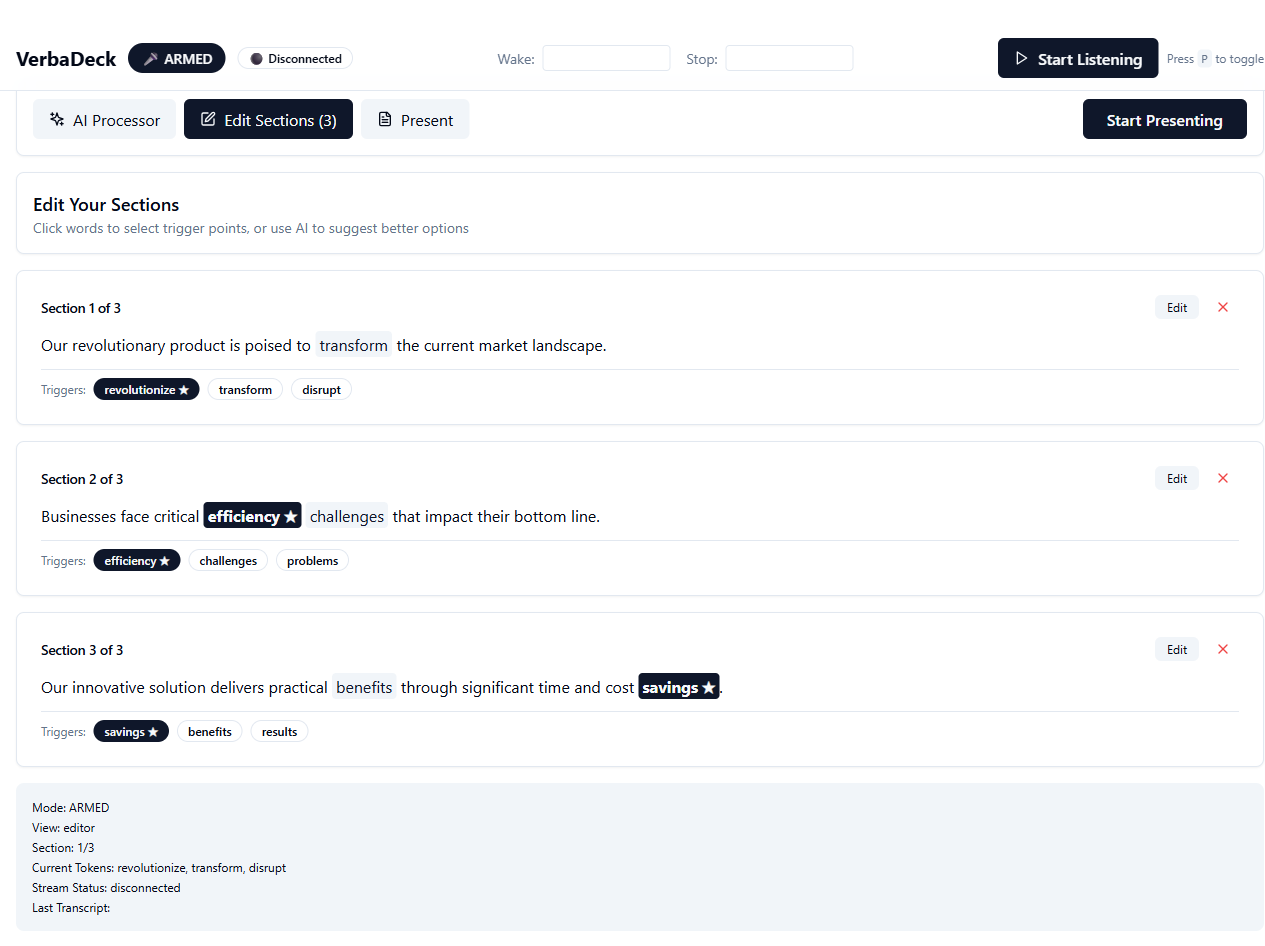 VerbaDeck 🎤 ARMED Disconnected Wake: Stop: Start Listening Press P to toggle
AI Processor Edit Sections (3) Present Start Presenting
Edit Your Sections
Click words to select trigger points, or use AI to suggest better options
Section 1 of 3 Edit ✕
Our revolutionary product is poised to transform the current market landscape.
Triggers: revolutionize ★ transform disrupt
Section 2 of 3 Edit ✕
Businesses face critical efficiency ★ challenges that impact their bottom line.
Triggers: efficiency ★ challenges problems
Section 3 of 3 Edit ✕
Our innovative solution delivers practical benefits through significant time and cost savings ★.
Triggers: savings ★ benefits results
Mode: ARMED
View: editor
Section: 1/3
Current Tokens: revolutionize, transform, disrupt
Stream Status: disconnected
Last Transcript: